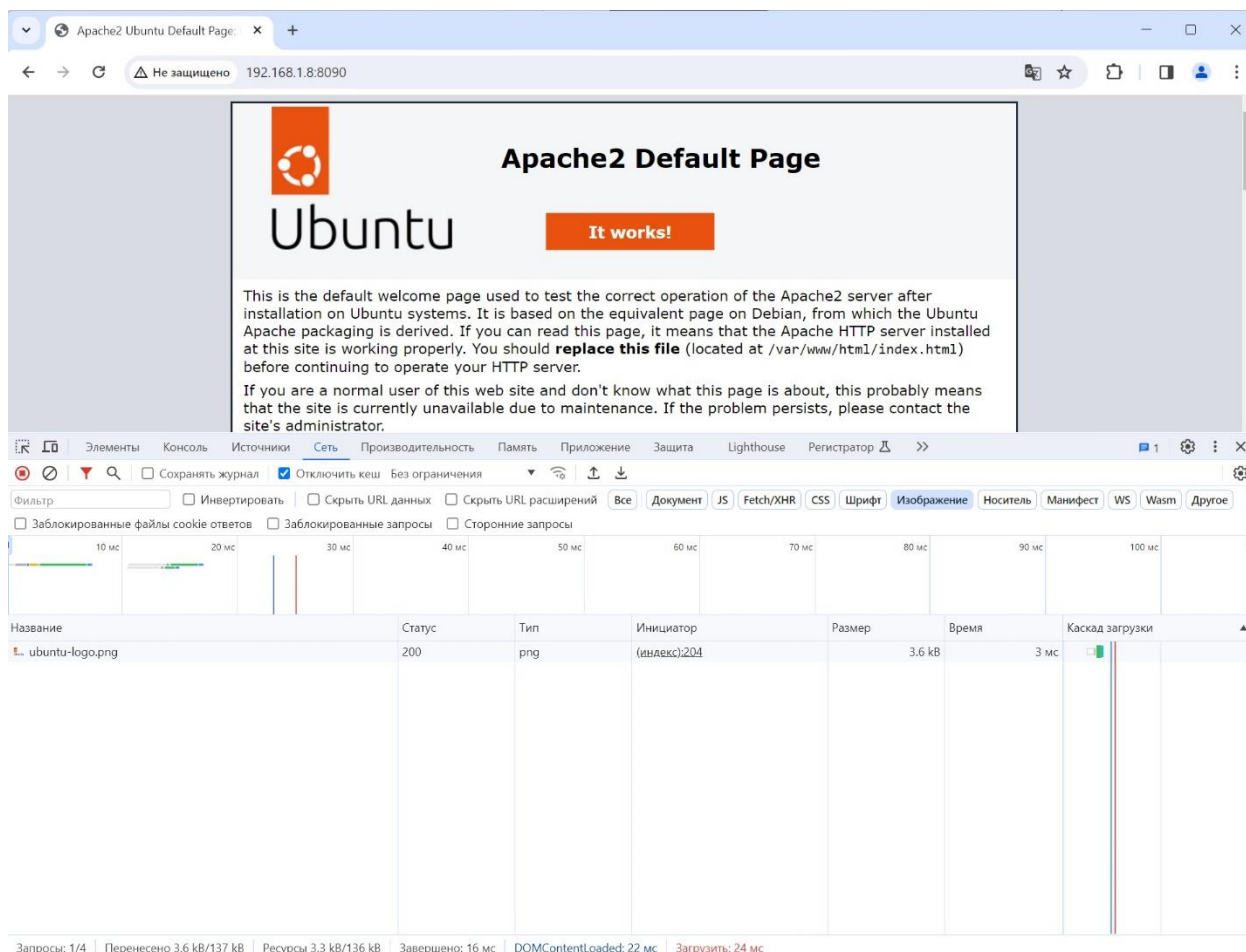 Apache2 Ubuntu Default Page:
Не защищено 192.168.1.8:8090
Apache2 Default Page
Ubuntu
It works!
This is the default welcome page used to test the correct operation of the Apache2 server after
installation on Ubuntu systems. It is based on the equivalent page on Debian, from which the Ubuntu
Apache packaging is derived. If you can read this page, it means that the Apache HTTP server installed
at this site is working properly. You should replace this file (located at /var/www/html/index.html)
before continuing to operate your HTTP server.
If you are a normal user of this web site and don't know what this page is about, this probably means
that the site is currently unavailable due to maintenance. If the problem persists, please contact the
site's administrator.
Элементы Консоль Источники Сеть Производительность Память Приложение Защита Lighthouse Регистратор 1
Сохранять журнал Отключить кеш Без ограничения
Фильтр Инвертировать Скрыть URL данных Скрыть URL расширений Все Документ JS Fetch/XHR CSS Шрифт Изображение Носитель Манифест WS Wasm Другое
Заблокированные файлы cookie ответов Заблокированные запросы Сторонние запросы
10 мс 20 мс 30 мс 40 мс 50 мс 60 мс 70 мс 80 мс 90 мс 100 мс
Название Статус Тип Инициатор Размер Время Каскад загрузки
ubuntu-logo.png 200 png (индекс):204 3.6 kB 3 мс
Запросы: 1/4 Перенесено 3.6 kB/137 kB Ресурсы 3.3 kB/136 kB Завершено: 16 мс DOMContentLoaded: 22 мс Загрузить: 24 мс